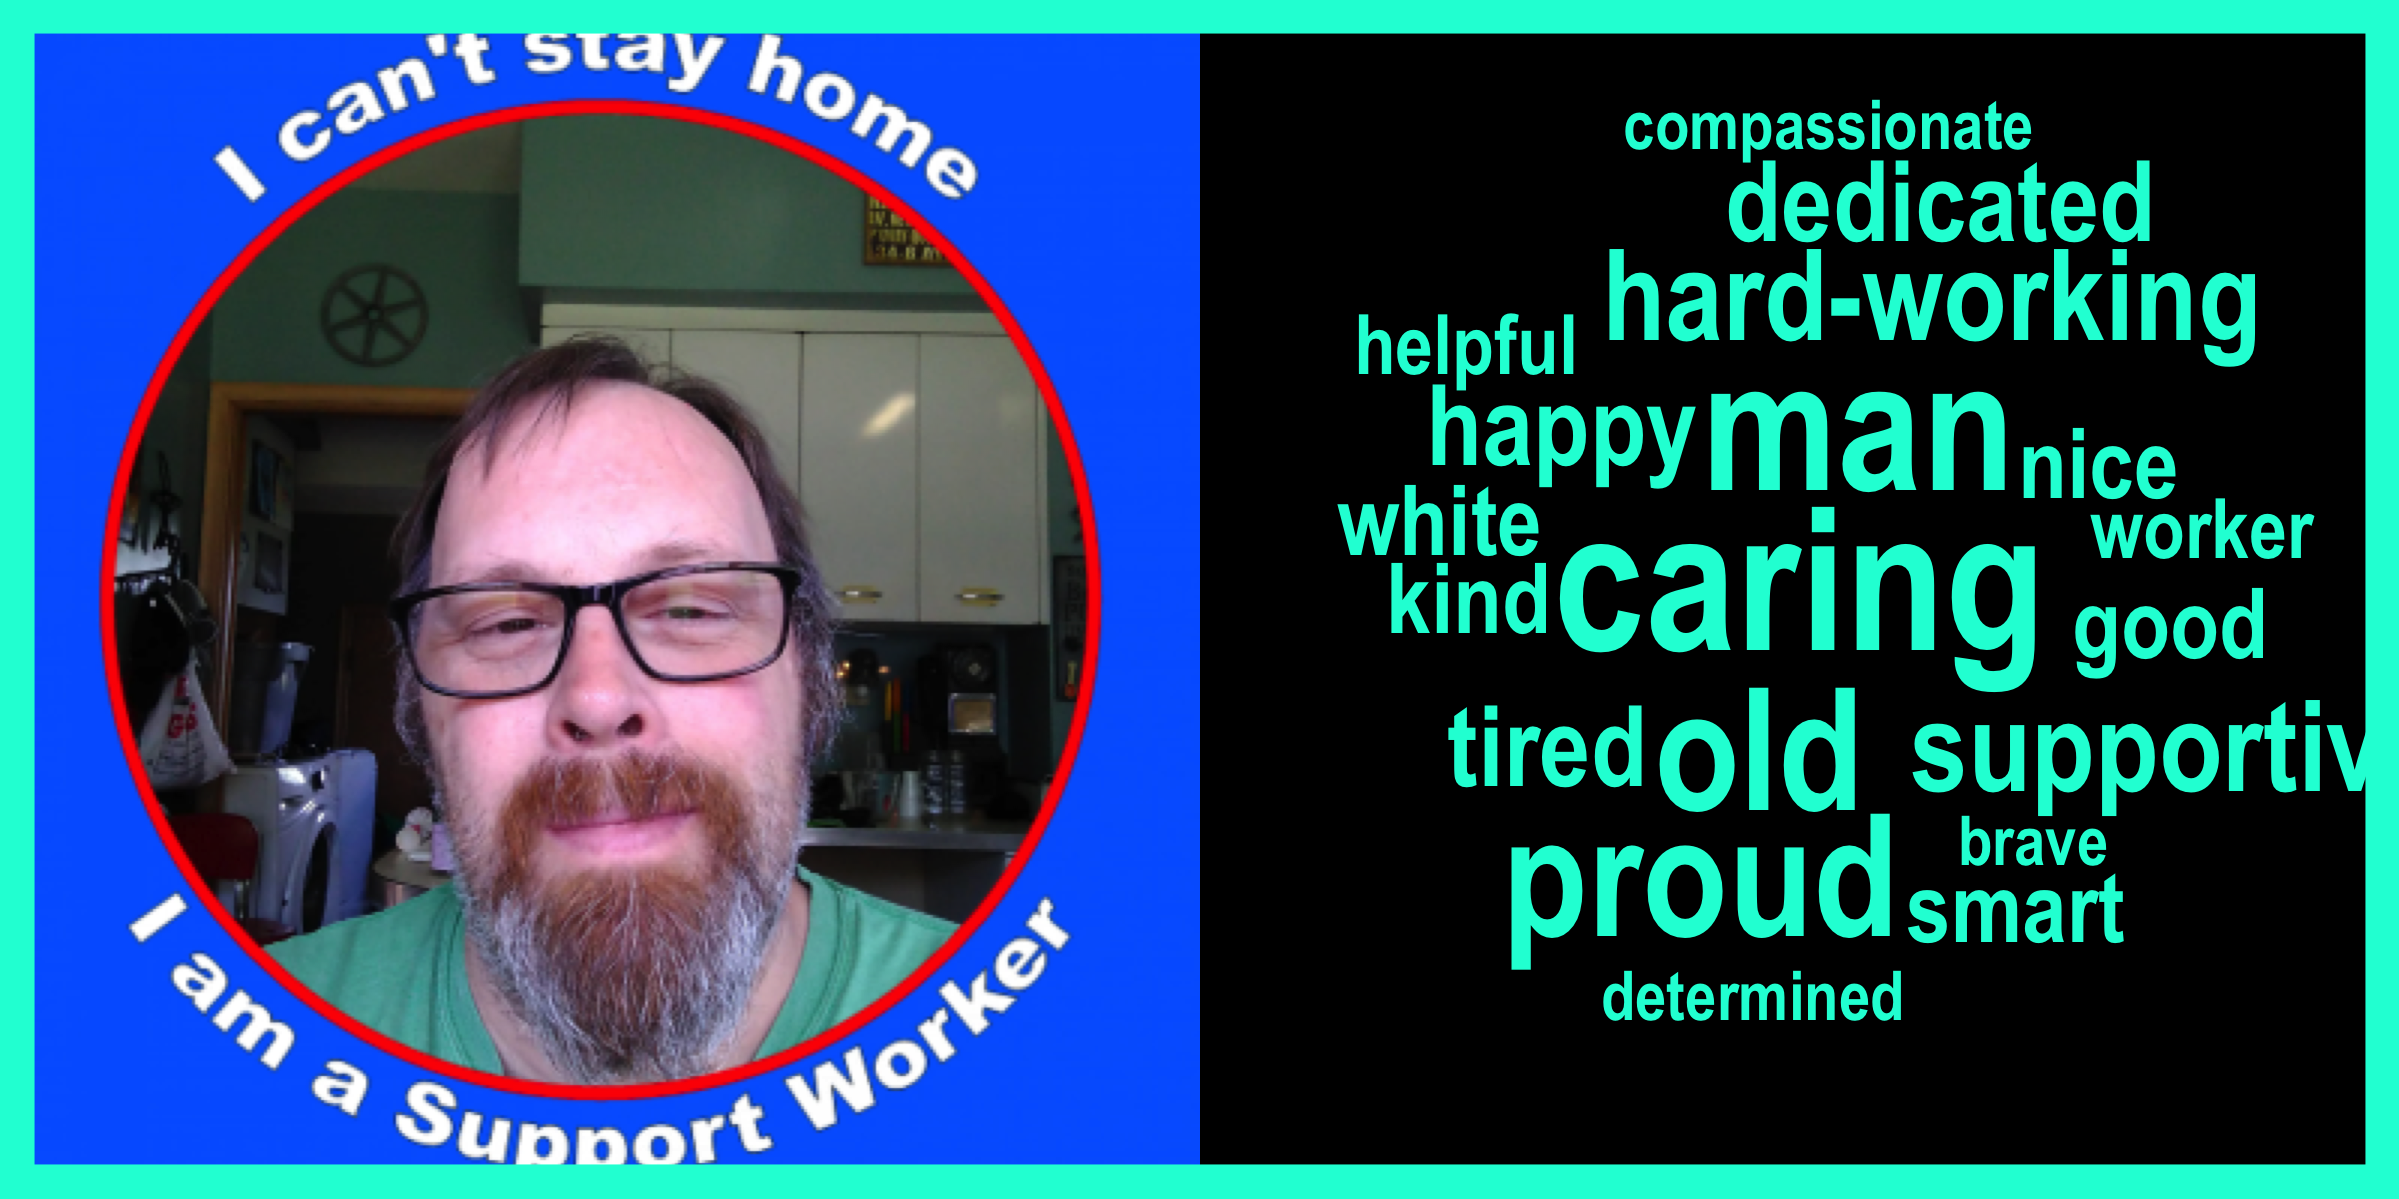 I can't stay home
I am a Support Worker
compassionate
dedicated
hard-working
helpful
happy man nice
white worker
kind caring good
tired old supportiv
brave
proud smart
determined